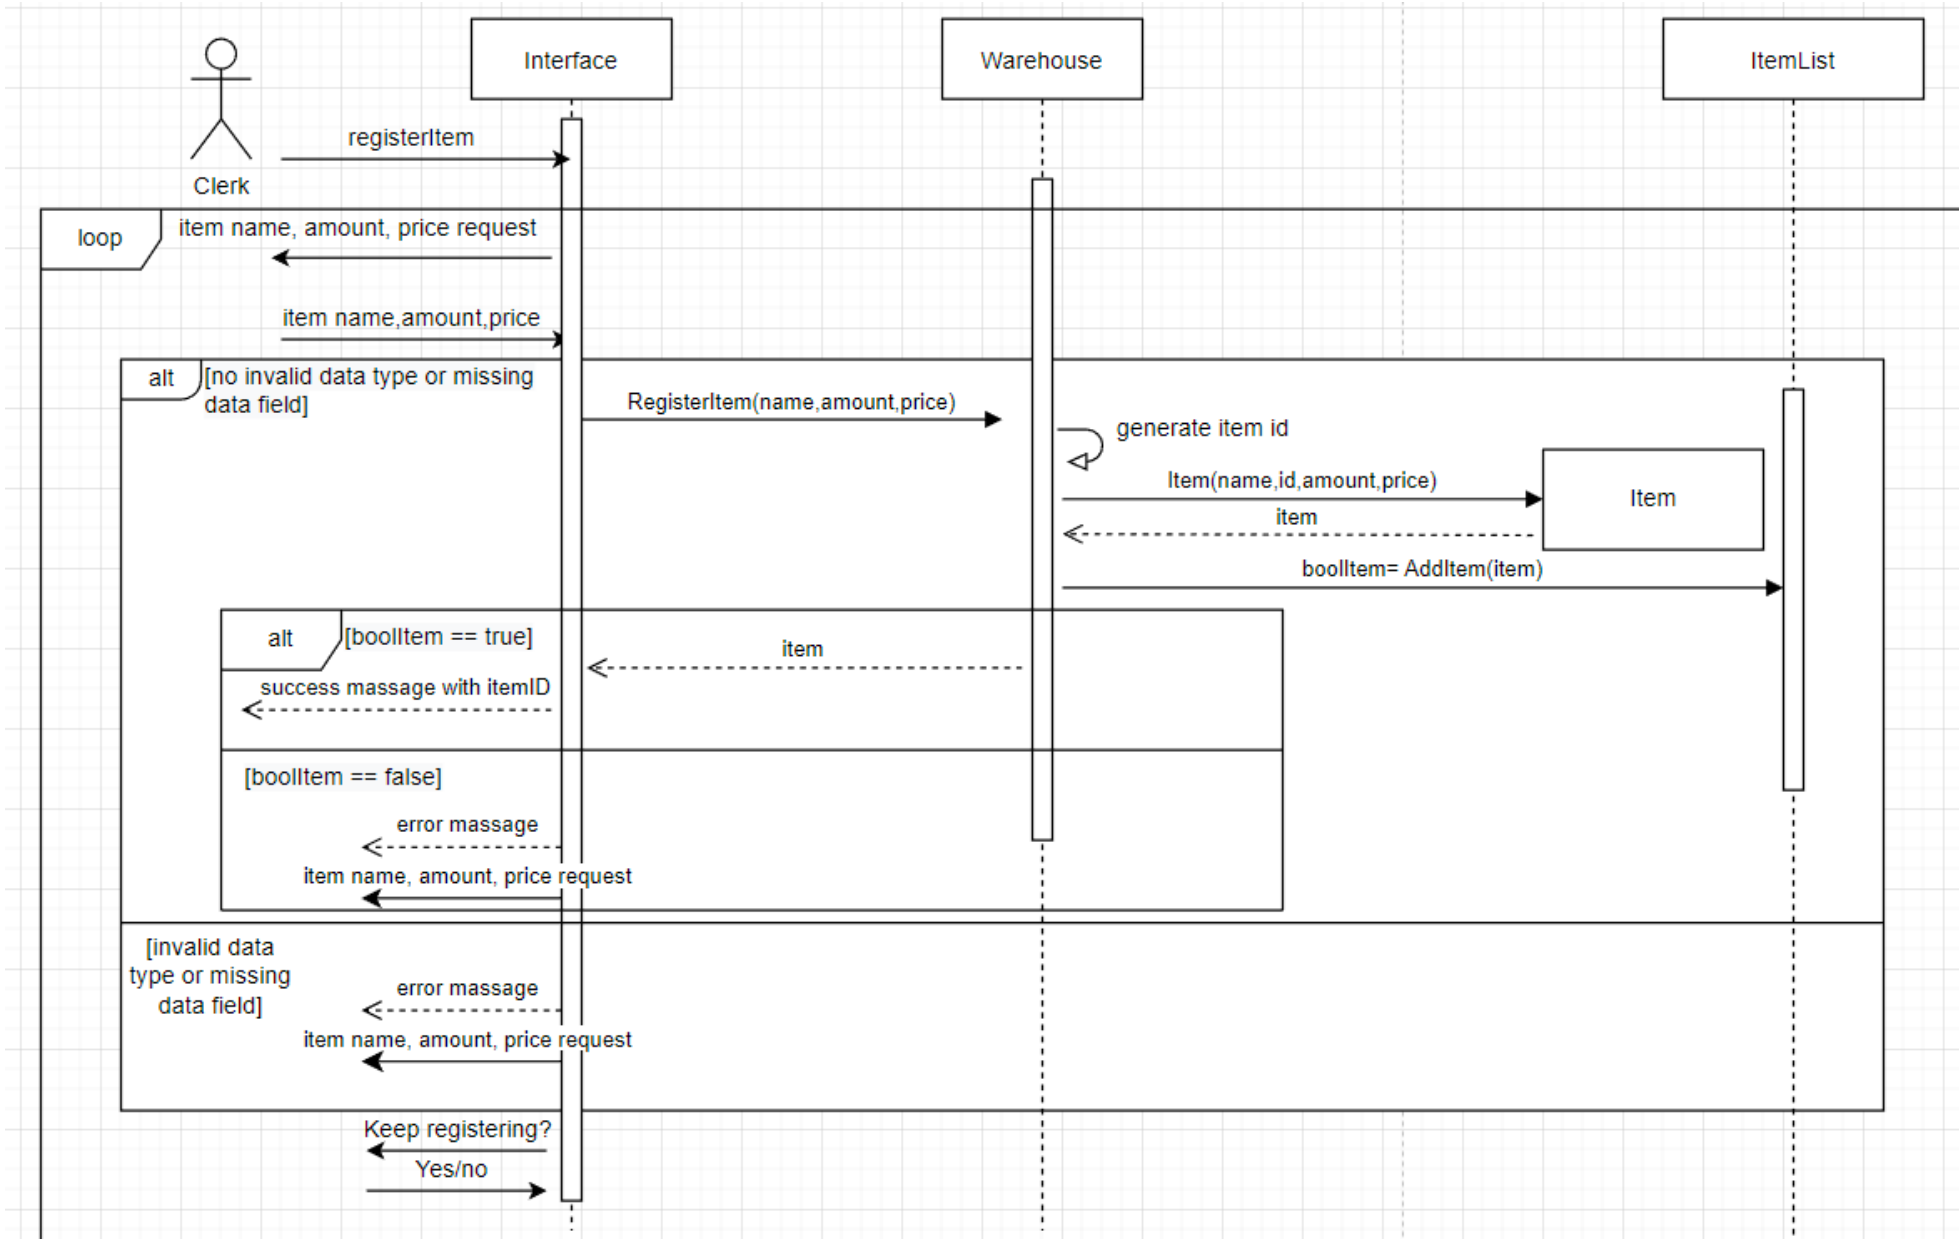 Interface
Warehouse
ItemList
registerItem
Clerk
loop
item name, amount, price request
item name,amount,price
alt
[no invalid data type or missing
data field]
RegisterItem(name,amount,price)
generate item id
Item(name,id,amount,price)
Item
item
boolItem= AddItem(item)
alt
[boolItem == true]
item
success massage with itemID
[boolItem == false]
error massage
item name, amount, price request
[invalid data
type or missing
data field]
error massage
item name, amount, price request
Keep registering?
Yes/no